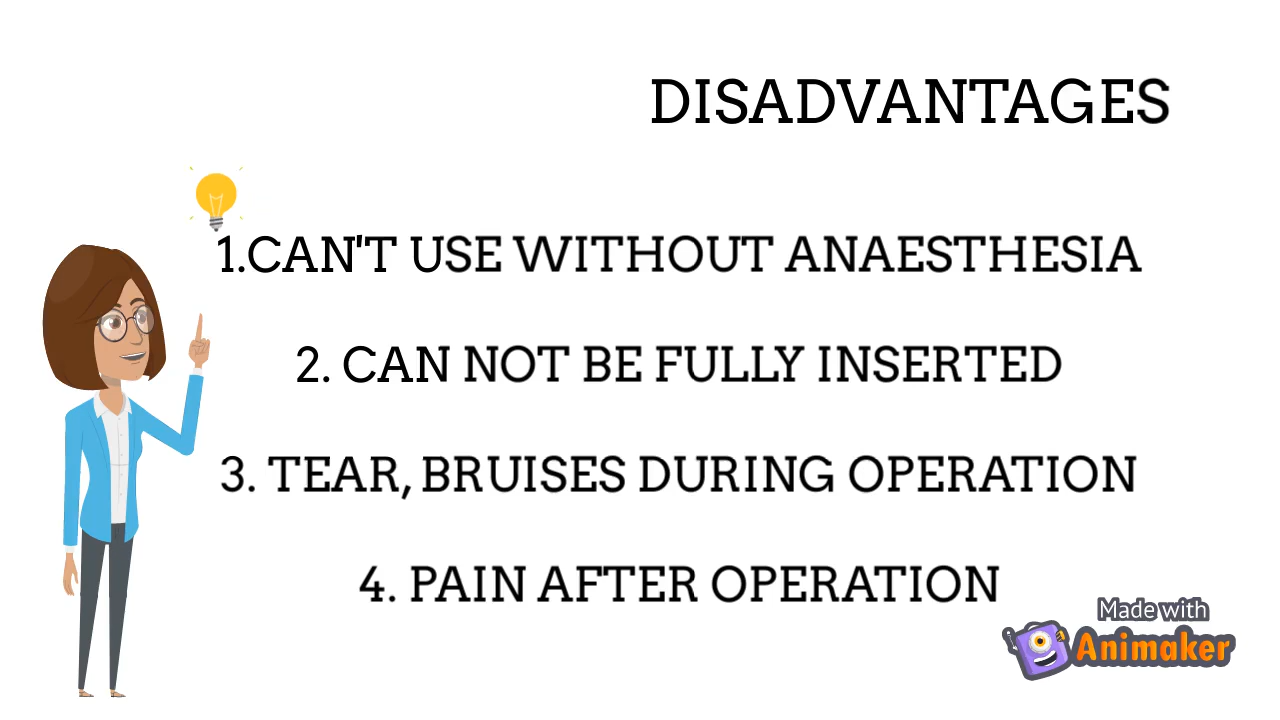 DISADVANTAGES
1.CAN'T USE WITHOUT ANAESTHESIA
2. CAN NOT BE FULLY INSERTED
3. TEAR, BRUISES DURING OPERATION
4. PAIN AFTER OPERATION
Made with
Animaker